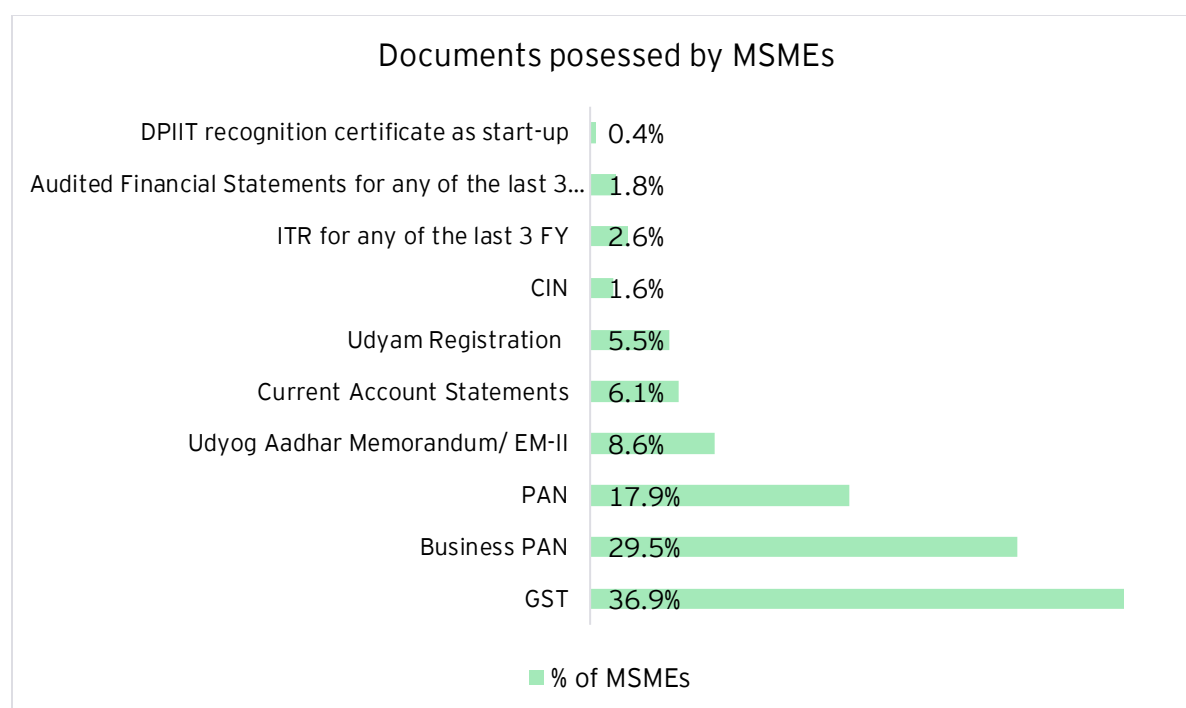 Documents posessed by MSMEs
DPIIT recognition certificate as start-up 0.4%
Audited Financial Statements for any of the last 3... 1.8%
ITR for any of the last 3 FY 2.6%
CIN 1.6%
Udyam Registration 5.5%
Current Account Statements 6.1%
Udyog Aadhar Memorandum/ EM-II 8.6%
PAN 17.9%
Business PAN 29.5%
GST 36.9%
% of MSMEs